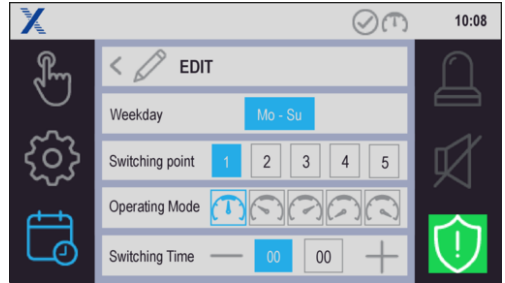 X
10:08
< EDIT
Weekday Mo - Su
Switching point 1 2 3 4 5
Operating Mode
Switching Time — 00 00 +